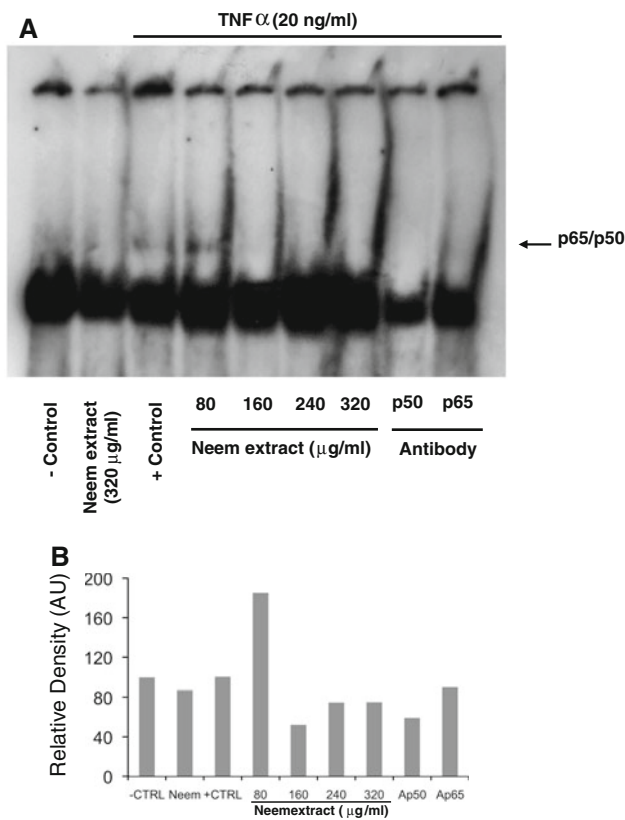 A
TNF α (20 ng/ml)
p65/p50
- Control
Neem extract
(320 μg/ml)
+ Control
80 160 240 320 p50 p65
Neem extract (μg/ml) Antibody
B
Relative Density (AU)
200
160
120
80
40
0
-CTRL Neem +CTRL 80 160 240 320 Ap50 Ap65
Neemextract ( μg/ml)